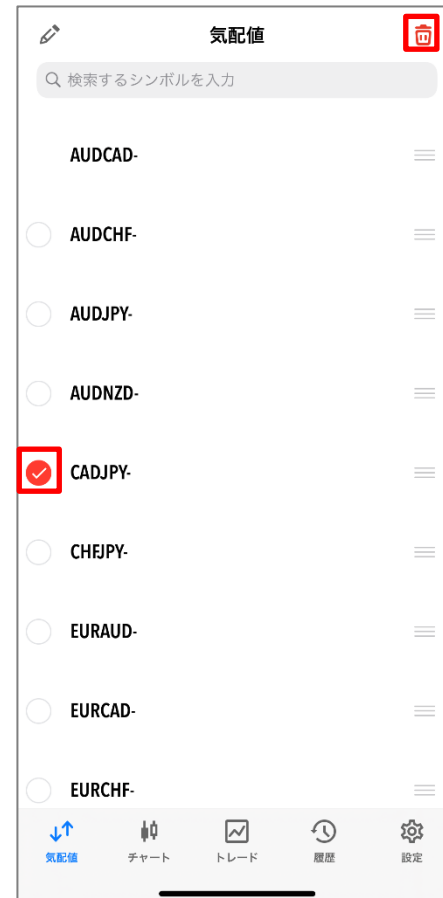 気配値
検索するシンボルを入力
AUDCAD-
AUDCHF-
AUDJPY-
AUDNZD-
CADJPY-
CHFJPY-
EURAUD-
EURCAD-
EURCHF-
気配値 チャート トレード 履歴 設定